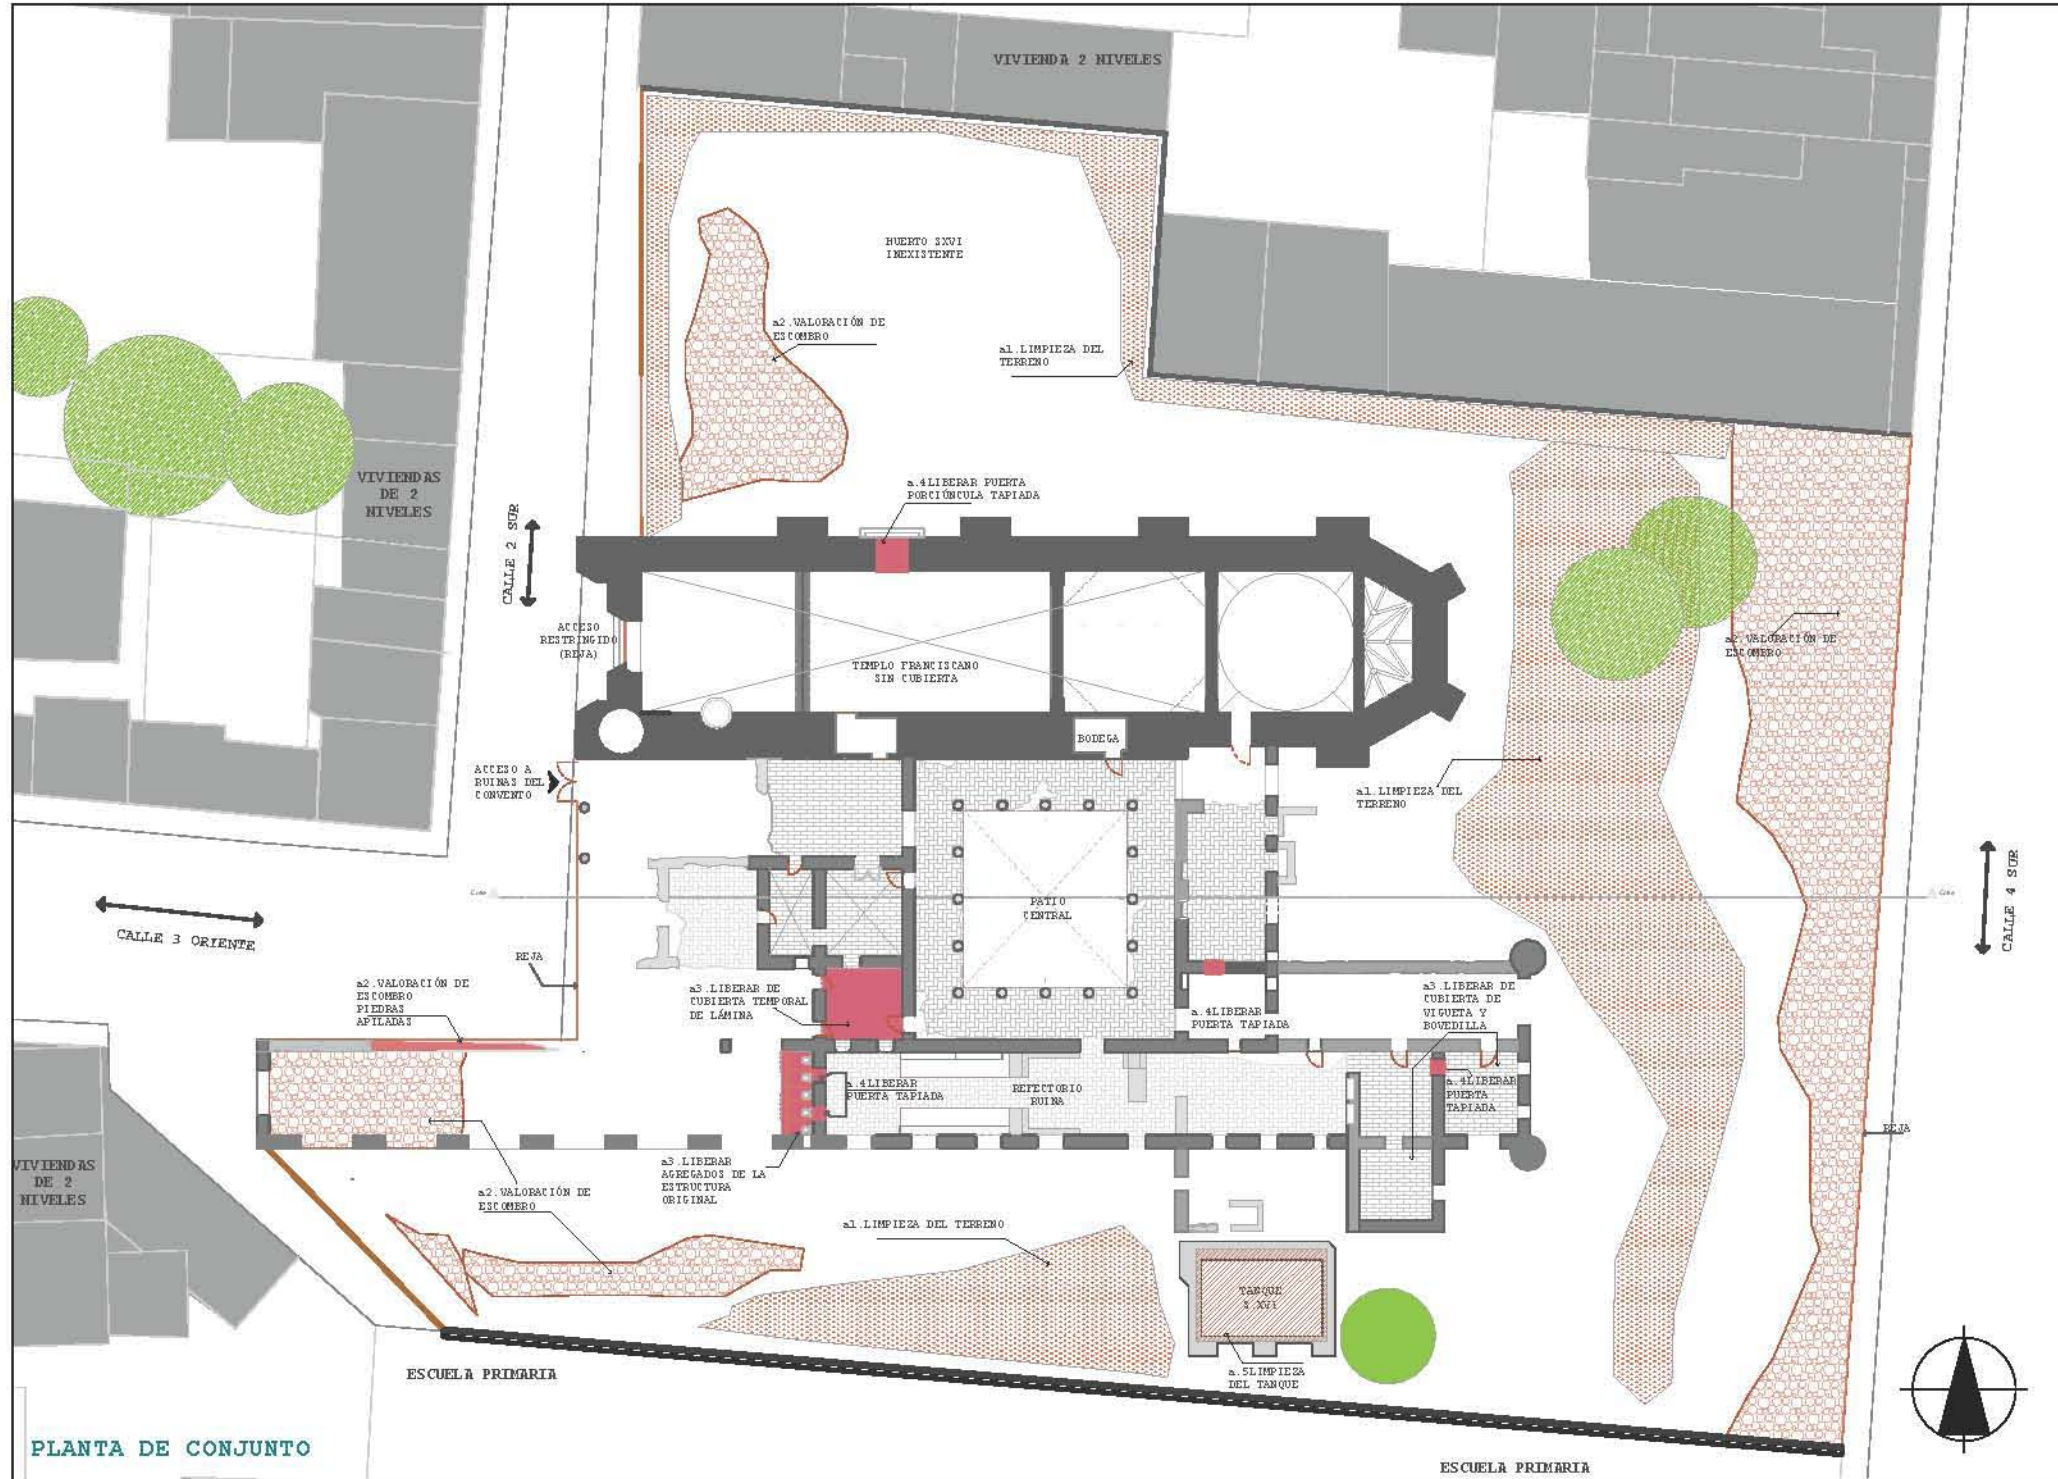 VIVIENDA 2 NIVELES
HUERTO SXVI
INEXISTENTE
a2.VALORACIÓN DE
ESCOMBRO
a1.LIMPIEZA DEL
TERRENO
VIVIENDAS
DE 2
NIVELES
a.4LIBERAR PUERTA
PORCIÚNCULA TAPIADA
CALLE 2 SUR
ACCESO
RESTRINGIDO
(REJA)
TEMPLO FRANCISCANO
SIN CUBIERTA
a2.VALORACIÓN DE
ESCOMBRO
BODEGA
ACCESO A
RUINAS DEL
CONVENTO
a1.LIMPIEZA DEL
TERRENO
PATIO
CENTRAL
CALLE 4 SUR
CALLE 3 ORIENTE
REJA
a2.VALORACIÓN DE
ESCOMBRO
PIEDRAS
APILADAS
a3.LIBERAR DE
CUBIERTA TEMPORAL
DE LÁMINA
a.4LIBERAR
PUERTA TAPIADA
a3.LIBERAR DE
CUBIERTA DE
VIGUETA Y
BOVEDILLA
a.4LIBERAR
PUERTA TAPIADA
REFECTORIO
RUINA
a.4LIBERAR
PUERTA
TAPIADA
REJA
VIVIENDAS
DE 2
NIVELES
a2.VALORACIÓN DE
ESCOMBRO
a3.LIBERAR
AGREGADOS DE LA
ESTRUCTURA
ORIGINAL
a1.LIMPIEZA DEL TERRENO
TANQUE
S.XVI
a.5LIMPIEZA
DEL TANQUE
ESCUELA PRIMARIA
PLANTA DE CONJUNTO
ESCUELA PRIMARIA